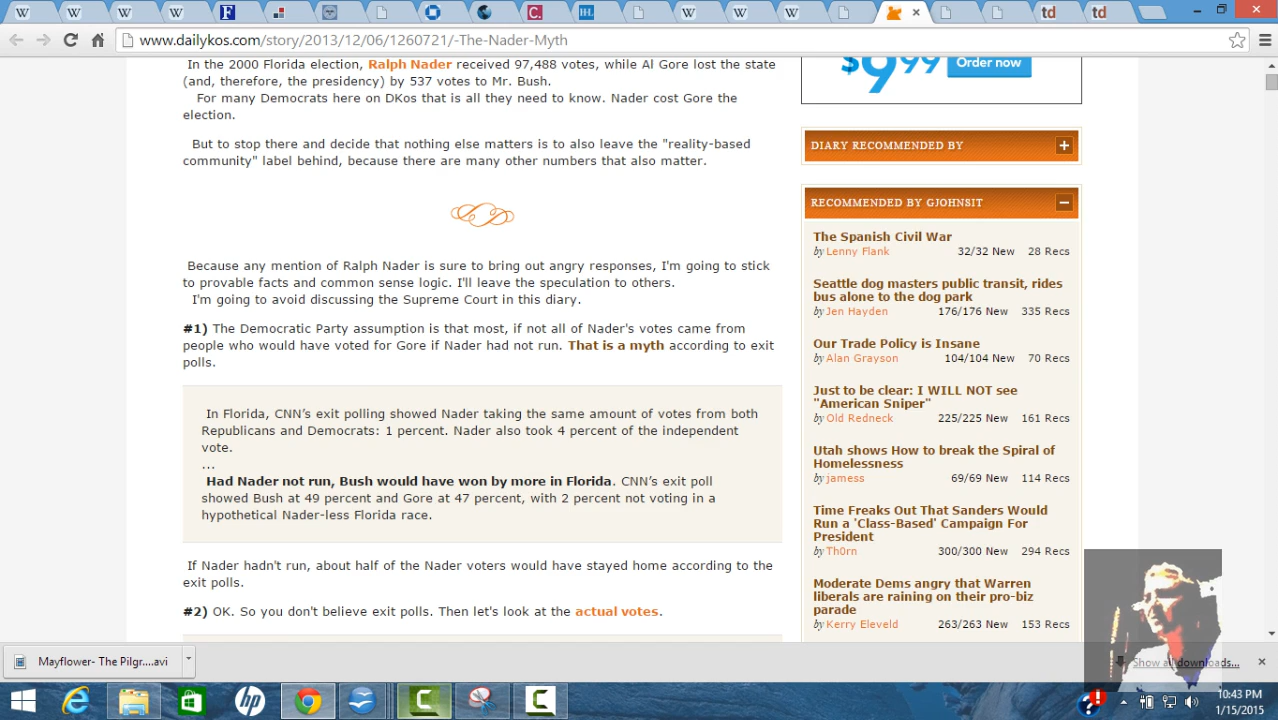 www.dailykos.com/story/2013/12/06/1260721/-The-Nader-Myth
In the 2000 Florida election, Ralph Nader received 97,488 votes, while Al Gore lost the state
(and, therefore, the presidency) by 537 votes to Mr. Bush.
For many Democrats here on DKos that is all they need to know. Nader cost Gore the
election.
But to stop there and decide that nothing else matters is to also leave the "reality-based
community" label behind, because there are many other numbers that also matter.
Because any mention of Ralph Nader is sure to bring out angry responses, I'm going to stick
to provable facts and common sense logic. I'll leave the speculation to others.
I'm going to avoid discussing the Supreme Court in this diary.
#1) The Democratic Party assumption is that most, if not all of Nader's votes came from
people who would have voted for Gore if Nader had not run. That is a myth according to exit
polls.
In Florida, CNN’s exit polling showed Nader taking the same amount of votes from both
Republicans and Democrats: 1 percent. Nader also took 4 percent of the independent
vote.
...
Had Nader not run, Bush would have won by more in Florida. CNN’s exit poll
showed Bush at 49 percent and Gore at 47 percent, with 2 percent not voting in a
hypothetical Nader-less Florida race.
If Nader hadn't run, about half of the Nader voters would have stayed home according to the
exit polls.
#2) OK. So you don't believe exit polls. Then let's look at the actual votes.
$9.99
Order now
DIARY RECOMMENDED BY
RECOMMENDED BY GJOHNSIT
The Spanish Civil War
by Lenny Flank 32/32 New 28 Recs
Seattle dog masters public transit, rides
bus alone to the dog park
by Jen Hayden 176/176 New 335 Recs
Our Trade Policy is Insane
by Alan Grayson 104/104 New 70 Recs
Just to be clear: I WILL NOT see
"American Sniper"
by Old Redneck 225/225 New 161 Recs
Utah shows How to break the Spiral of
Homelessness
by jamess 69/69 New 114 Recs
Time Freaks Out That Sanders Would
Run a 'Class-Based' Campaign For
President
by Th0rn 300/300 New 294 Recs
Moderate Dems angry that Warren
liberals are raining on their pro-biz
parade
by Kerry Eleveld 263/263 New 153 Recs
Mayflower- The Pilgr....avi
Show all downloads...
10:43 PM
1/15/2015